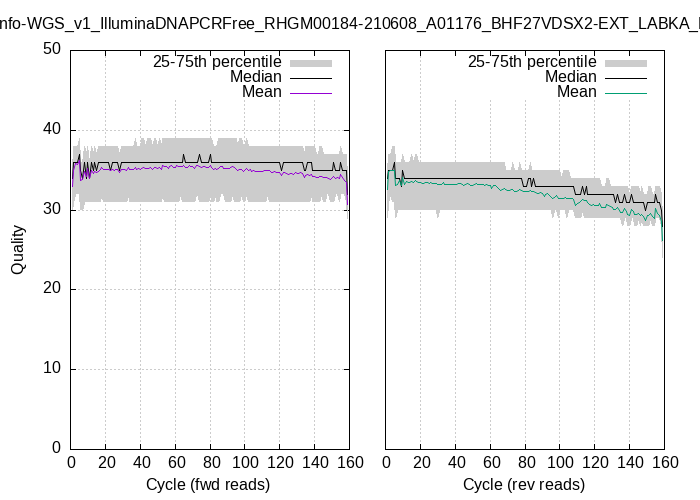 nfo-WGS_v1_IlluminaDNAPCRFree_RHGM00184-210608_A01176_BHF27VDSX2-EXT_LABKA_
50
40
30
20
10
0
Quality
25-75th percentile
Median
Mean
0 20 40 60 80 100 120 140 160
Cycle (fwd reads)
25-75th percentile
Median
Mean
0 20 40 60 80 100 120 140 160
Cycle (rev reads)